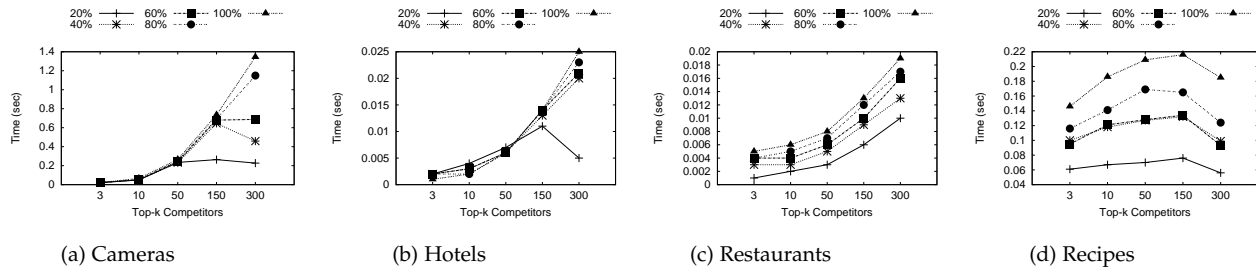 20% 60% 100%
40% 80%
Time (sec)
1.4
1.2
1
0.8
0.6
0.4
0.2
0
3 10 50 150 300
Top-k Competitors
(a) Cameras
20% 60% 100%
40% 80%
Time (sec)
0.025
0.02
0.015
0.01
0.005
0
3 10 50 150 300
Top-k Competitors
(b) Hotels
20% 60% 100%
40% 80%
Time (sec)
0.02
0.018
0.016
0.014
0.012
0.01
0.008
0.006
0.004
0.002
0
3 10 50 150 300
Top-k Competitors
(c) Restaurants
20% 60% 100%
40% 80%
Time (sec)
0.22
0.2
0.18
0.16
0.14
0.12
0.1
0.08
0.06
0.04
3 10 50 150 300
Top-k Competitors
(d) Recipes